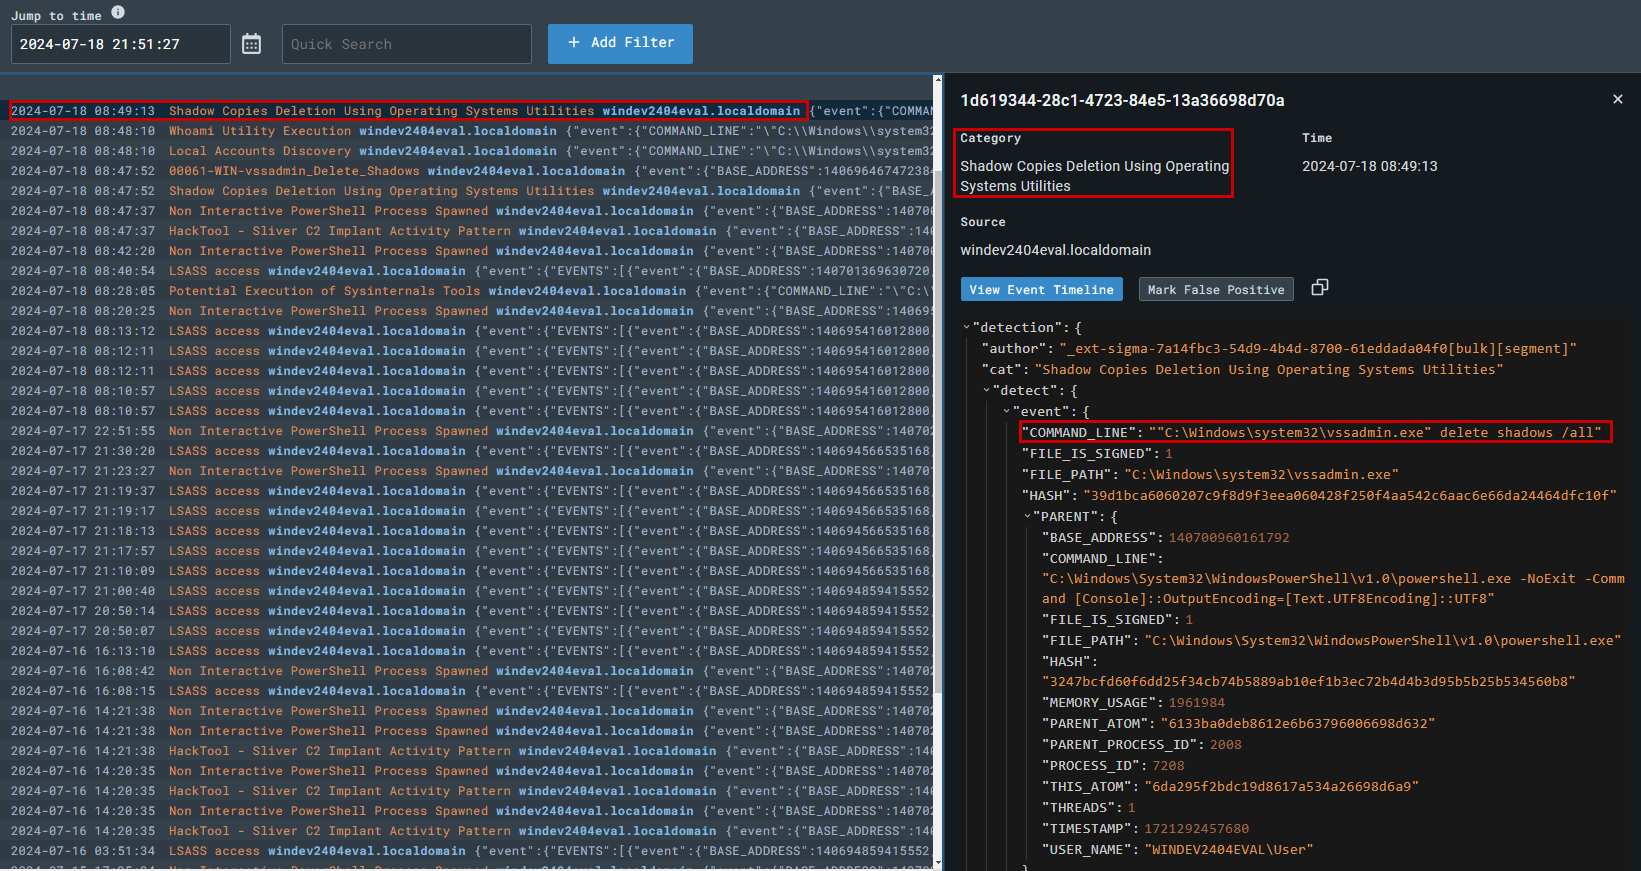 Jump to time
2024-07-18 21:51:27
Quick Search
+ Add Filter
2024-07-18 08:49:13 Shadow Copies Deletion Using Operating Systems Utilities windev2404eval.localdomain {"event":{"COMMA
2024-07-18 08:48:10 Whoami Utility Execution windev2404eval.localdomain {"event":{"COMMAND_LINE":"\"C:\\Windows\\system32
2024-07-18 08:48:10 Local Accounts Discovery windev2404eval.localdomain {"event":{"COMMAND_LINE":"\"C:\\Windows\\system32
2024-07-18 08:47:52 00061-WIN-vssadmin_Delete_Shadows windev2404eval.localdomain {"event":{"BASE_ADDRESS":140696467472384
2024-07-18 08:47:52 Shadow Copies Deletion Using Operating Systems Utilities windev2404eval.localdomain {"event":{"BASE_A
2024-07-18 08:47:37 Non Interactive PowerShell Process Spawned windev2404eval.localdomain {"event":{"BASE_ADDRESS":140700
2024-07-18 08:47:37 HackTool - Sliver C2 Implant Activity Pattern windev2404eval.localdomain {"event":{"BASE_ADDRESS":140
2024-07-18 08:42:20 Non Interactive PowerShell Process Spawned windev2404eval.localdomain {"event":{"BASE_ADDRESS":140700
2024-07-18 08:40:54 LSASS access windev2404eval.localdomain {"event":{"EVENTS":[{"event":{"BASE_ADDRESS":140701369630720,
2024-07-18 08:28:05 Potential Execution of Sysinternals Tools windev2404eval.localdomain {"event":{"COMMAND_LINE":"\"C:\
2024-07-18 08:20:25 Non Interactive PowerShell Process Spawned windev2404eval.localdomain {"event":{"BASE_ADDRESS":140695
2024-07-18 08:13:12 LSASS access windev2404eval.localdomain {"event":{"EVENTS":[{"event":{"BASE_ADDRESS":140695416012800,
2024-07-18 08:12:11 LSASS access windev2404eval.localdomain {"event":{"EVENTS":[{"event":{"BASE_ADDRESS":140695416012800,
2024-07-18 08:12:11 LSASS access windev2404eval.localdomain {"event":{"EVENTS":[{"event":{"BASE_ADDRESS":140695416012800,
2024-07-18 08:10:57 LSASS access windev2404eval.localdomain {"event":{"EVENTS":[{"event":{"BASE_ADDRESS":140695416012800,
2024-07-18 08:10:57 LSASS access windev2404eval.localdomain {"event":{"EVENTS":[{"event":{"BASE_ADDRESS":140695416012800,
2024-07-17 22:51:55 Non Interactive PowerShell Process Spawned windev2404eval.localdomain {"event":{"BASE_ADDRESS":140702
2024-07-17 21:30:20 LSASS access windev2404eval.localdomain {"event":{"EVENTS":[{"event":{"BASE_ADDRESS":140694566535168,
2024-07-17 21:23:27 Non Interactive PowerShell Process Spawned windev2404eval.localdomain {"event":{"BASE_ADDRESS":140701
2024-07-17 21:19:37 LSASS access windev2404eval.localdomain {"event":{"EVENTS":[{"event":{"BASE_ADDRESS":140694566535168,
2024-07-17 21:19:17 LSASS access windev2404eval.localdomain {"event":{"EVENTS":[{"event":{"BASE_ADDRESS":140694566535168,
2024-07-17 21:18:13 LSASS access windev2404eval.localdomain {"event":{"EVENTS":[{"event":{"BASE_ADDRESS":140694566535168,
2024-07-17 21:17:57 LSASS access windev2404eval.localdomain {"event":{"EVENTS":[{"event":{"BASE_ADDRESS":140694566535168,
2024-07-17 21:10:09 LSASS access windev2404eval.localdomain {"event":{"EVENTS":[{"event":{"BASE_ADDRESS":140694566535168,
2024-07-17 21:00:40 LSASS access windev2404eval.localdomain {"event":{"EVENTS":[{"event":{"BASE_ADDRESS":140694859415552,
2024-07-17 20:50:14 LSASS access windev2404eval.localdomain {"event":{"EVENTS":[{"event":{"BASE_ADDRESS":140694859415552,
2024-07-17 20:50:07 LSASS access windev2404eval.localdomain {"event":{"EVENTS":[{"event":{"BASE_ADDRESS":140694859415552,
2024-07-16 16:13:10 LSASS access windev2404eval.localdomain {"event":{"EVENTS":[{"event":{"BASE_ADDRESS":140694859415552,
2024-07-16 16:08:42 Non Interactive PowerShell Process Spawned windev2404eval.localdomain {"event":{"BASE_ADDRESS":140702
2024-07-16 16:08:15 LSASS access windev2404eval.localdomain {"event":{"EVENTS":[{"event":{"BASE_ADDRESS":140694859415552,
2024-07-16 14:21:38 Non Interactive PowerShell Process Spawned windev2404eval.localdomain {"event":{"BASE_ADDRESS":140702
2024-07-16 14:21:38 Non Interactive PowerShell Process Spawned windev2404eval.localdomain {"event":{"BASE_ADDRESS":140702
2024-07-16 14:21:38 HackTool - Sliver C2 Implant Activity Pattern windev2404eval.localdomain {"event":{"BASE_ADDRESS":140
2024-07-16 14:20:35 Non Interactive PowerShell Process Spawned windev2404eval.localdomain {"event":{"BASE_ADDRESS":140702
2024-07-16 14:20:35 HackTool - Sliver C2 Implant Activity Pattern windev2404eval.localdomain {"event":{"BASE_ADDRESS":140
2024-07-16 14:20:35 Non Interactive PowerShell Process Spawned windev2404eval.localdomain {"event":{"BASE_ADDRESS":140702
2024-07-16 14:20:35 HackTool - Sliver C2 Implant Activity Pattern windev2404eval.localdomain {"event":{"BASE_ADDRESS":140
2024-07-16 03:51:34 LSASS access windev2404eval.localdomain {"event":{"EVENTS":[{"event":{"BASE_ADDRESS":140694859415552,
1d619344-28c1-4723-84e5-13a36698d70a
Category
Time
Shadow Copies Deletion Using Operating
Systems Utilities
2024-07-18 08:49:13
Source
windev2404eval.localdomain
View Event Timeline
Mark False Positive
"detection": {
"author": "_ext-sigma-7a14fbc3-54d9-4b4d-8700-61eddada04f0[bulk][segment]"
"cat": "Shadow Copies Deletion Using Operating Systems Utilities"
"detect": {
"event": {
"COMMAND_LINE": ""C:\Windows\system32\vssadmin.exe" delete shadows /all"
"FILE_IS_SIGNED": 1
"FILE_PATH": "C:\Windows\system32\vssadmin.exe"
"HASH": "39d1bca6060207c9f8d9f3eea060428f250f4aa542c6aac6e66da24464dfc10f"
"PARENT": {
"BASE_ADDRESS": 140700960161792
"COMMAND_LINE":
"C:\Windows\System32\WindowsPowerShell\v1.0\powershell.exe -NoExit -Comm
and [Console]::OutputEncoding=[Text.UTF8Encoding]::UTF8"
"FILE_IS_SIGNED": 1
"FILE_PATH": "C:\Windows\System32\WindowsPowerShell\v1.0\powershell.exe"
"HASH":
"3247bcfd60f6dd25f34cb74b5889ab10ef1b3ec72b4d4b3d95b5b25b534560b8"
"MEMORY_USAGE": 1961984
"PARENT_ATOM": "6133ba0deb8612e6b63796006698d632"
"PARENT_PROCESS_ID": 2008
"PROCESS_ID": 7208
"THIS_ATOM": "6da295f2bdc19d8617a534a26698d6a9"
"THREADS": 1
"TIMESTAMP": 1721292457680
"USER_NAME": "WINDEV2404EVAL\User"
}